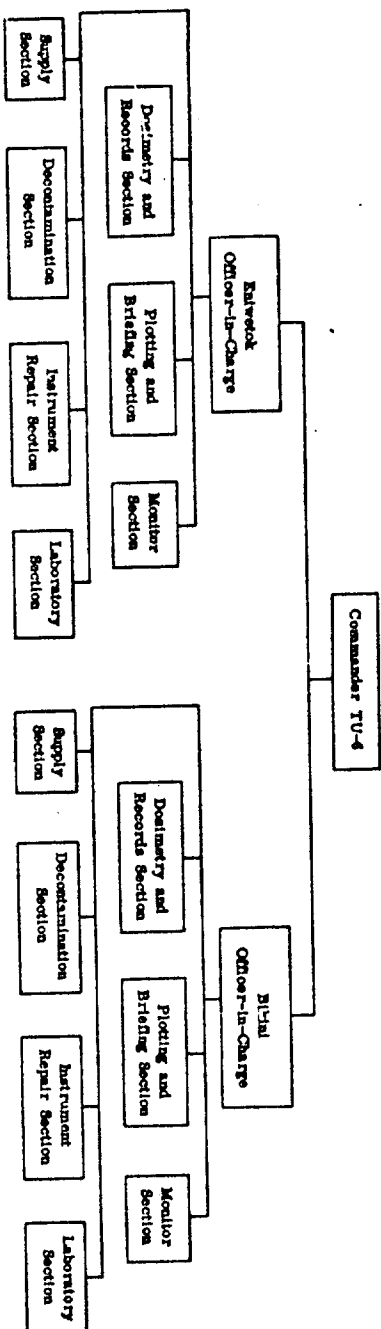 Commander TU-6
Eniwetok
Officer-in-Charge
Bikini
Officer-in-Charge
Dosimetry and
Records Section
Plotting and
Briefing Section
Monitor
Section
Dosimetry and
Records Section
Plotting and
Briefing Section
Monitor
Section
Supply
Section
Decontamination
Section
Instrument
Repair Section
Laboratory
Section
Supply
Section
Decontamination
Section
Instrument
Repair Section
Laboratory
Section